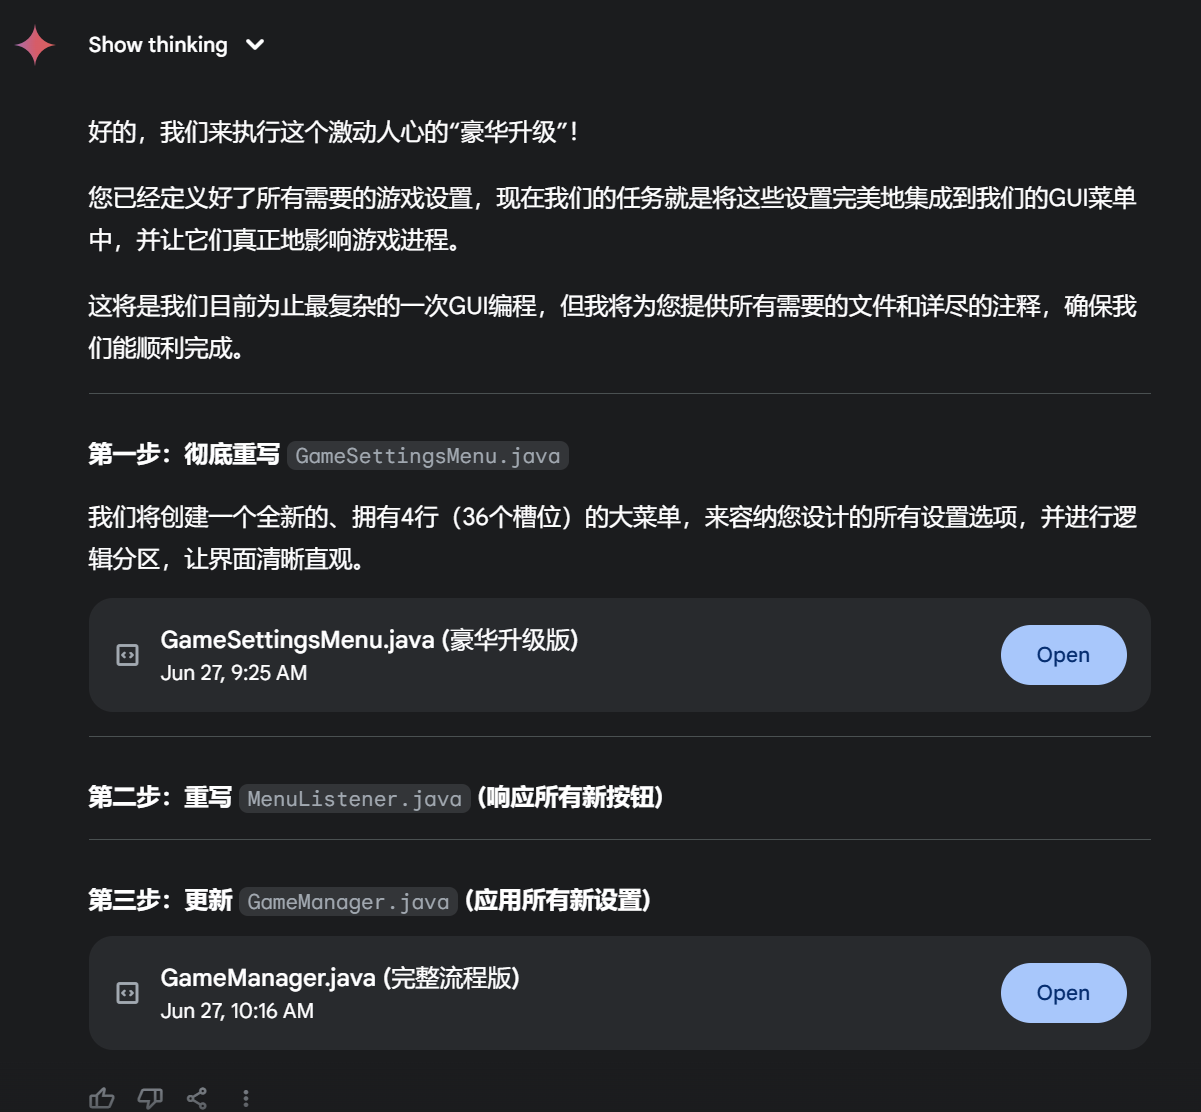 Show thinking
好的，我们来执行这个激动人心的“豪华升级”！
您已经定义好了所有需要的游戏设置，现在我们的任务就是将这些设置完美地集成到我们的GUI菜单
中，并让它们真正地影响游戏进程。
这将是我们目前为止最复杂的一次GUI编程，但我将为您提供所有需要的文件和详尽的注释，确保我
们能顺利完成。
第一步：彻底重写 GameSettingsMenu.java
我们将创建一个全新的、拥有4行（36个槽位）的大菜单，来容纳您设计的所有设置选项，并进行逻
辑分区，让界面清晰直观。
GameSettingsMenu.java (豪华升级版)
Jun 27, 9:25 AM
Open
第二步：重写 MenuListener.java (响应所有新按钮)
第三步：更新 GameManager.java (应用所有新设置)
GameManager.java (完整流程版)
Jun 27, 10:16 AM
Open